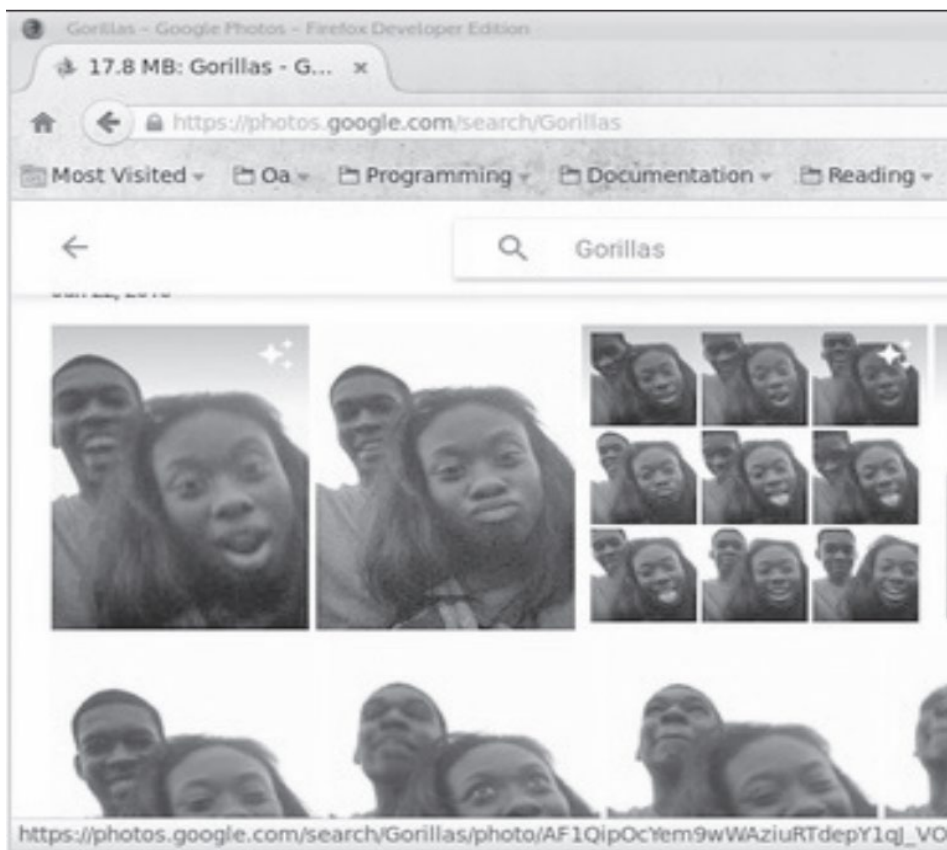 Gorillas - Google Photos - Firefox Developer Edition
17.8 MB: Gorillas - G... ×
https://photos.google.com/search/Gorillas
Most Visited Oa Programming Documentation Reading
Gorillas
https://photos.google.com/search/Gorillas/photo/AF1QipOcYem9wWAziuRTdepY1qJ_VO